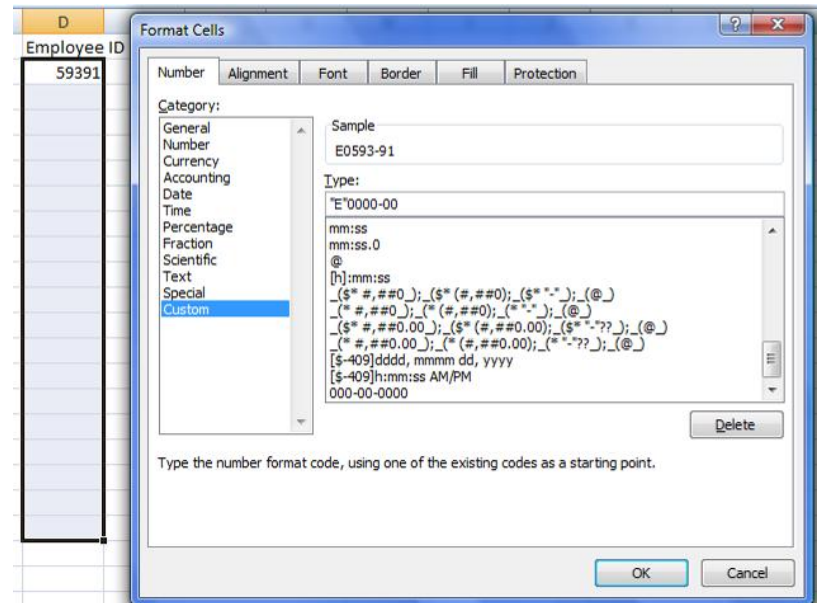 D
Employee ID
59391
Format Cells
Number Alignment Font Border Fill Protection
Category:
General
Number
Currency
Accounting
Date
Time
Percentage
Fraction
Scientific
Text
Special
Custom
Sample
E0593-91
Type:
"E"0000-00
mm:ss
mm:ss.0
@
[h]:mm:ss
_($* #,##0_);_($* (#,##0);_($* "-"_);_(@_)
_(* #,##0_);_(* (#,##0);_(* "-"_);_(@_)
_($* #,##0.00_);_($* (#,##0.00);_($* "-"??_);_(@_)
_(* #,##0.00_);_(* (#,##0.00);_(* "-"??_);_(@_)
[$-409]dddd, mmmm dd, yyyy
[$-409]h:mm:ss AM/PM
000-00-0000
Delete
Type the number format code, using one of the existing codes as a starting point.
OK Cancel